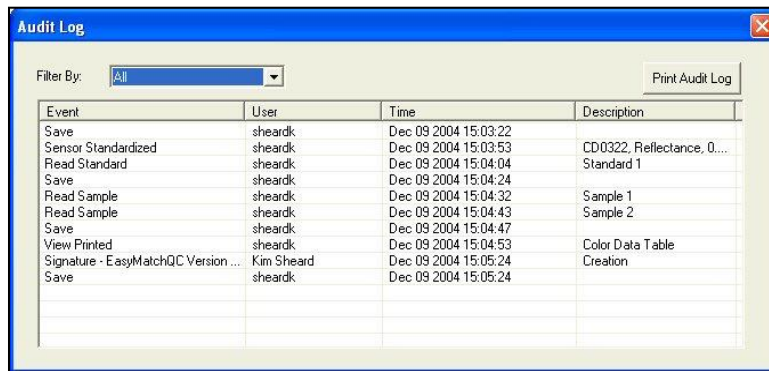 Audit Log
Filter By: All Print Audit Log
Event User Time Description
Save sheardk Dec 09 2004 15:03:22
Sensor Standardized sheardk Dec 09 2004 15:03:53 CD0322, Reflectance, 0....
Read Standard sheardk Dec 09 2004 15:04:04 Standard 1
Save sheardk Dec 09 2004 15:04:24
Read Sample sheardk Dec 09 2004 15:04:32 Sample 1
Read Sample sheardk Dec 09 2004 15:04:43 Sample 2
Save sheardk Dec 09 2004 15:04:47
View Printed sheardk Dec 09 2004 15:04:53 Color Data Table
Signature - EasyMatchQC Version ... Kim Sheard Dec 09 2004 15:05:24 Creation
Save sheardk Dec 09 2004 15:05:24